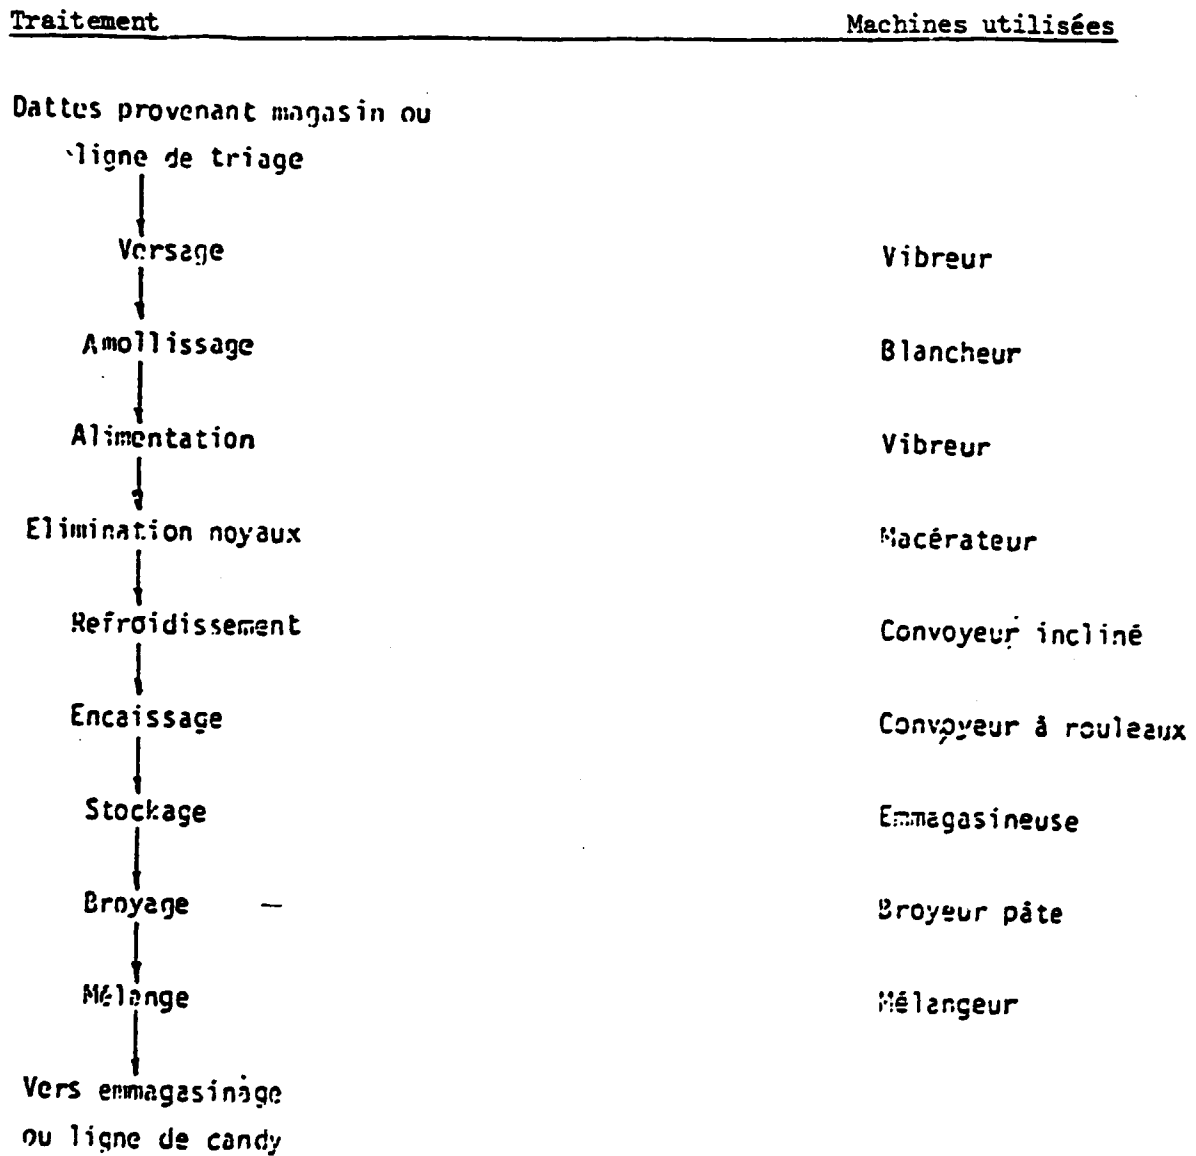 Traitement Machines utilisées
Dattes provenant magasin ou
ligne de triage
Versage Vibreur
Amollissage Blancheur
Alimentation Vibreur
Elimination noyaux Macérateur
Refroidissement Convoyeur incliné
Encaissage Convoyeur à rouleaux
Stockage Emmagasineuse
Broyage – Broyeur pâte
Mélange Mélangeur
Vers emmagasinage
ou ligne de candy